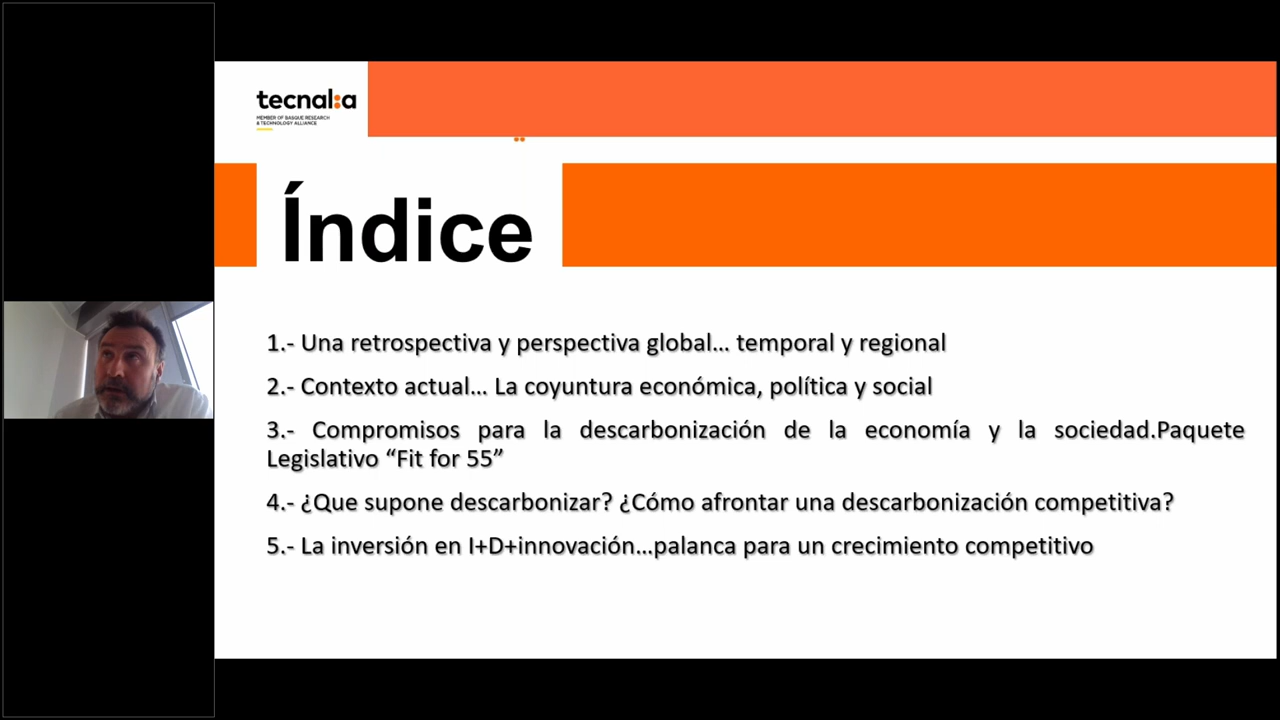 tecnal:a
MEMBER OF BASQUE RESEARCH
& TECHNOLOGY ALLIANCE
Índice
1.- Una retrospectiva y perspectiva global... temporal y regional
2.- Contexto actual... La coyuntura económica, política y social
3.- Compromisos para la descarbonización de la economía y la sociedad.Paquete
Legislativo “Fit for 55”
4.- ¿Que supone descarbonizar? ¿Cómo afrontar una descarbonización competitiva?
5.- La inversión en I+D+innovación...palanca para un crecimiento competitivo